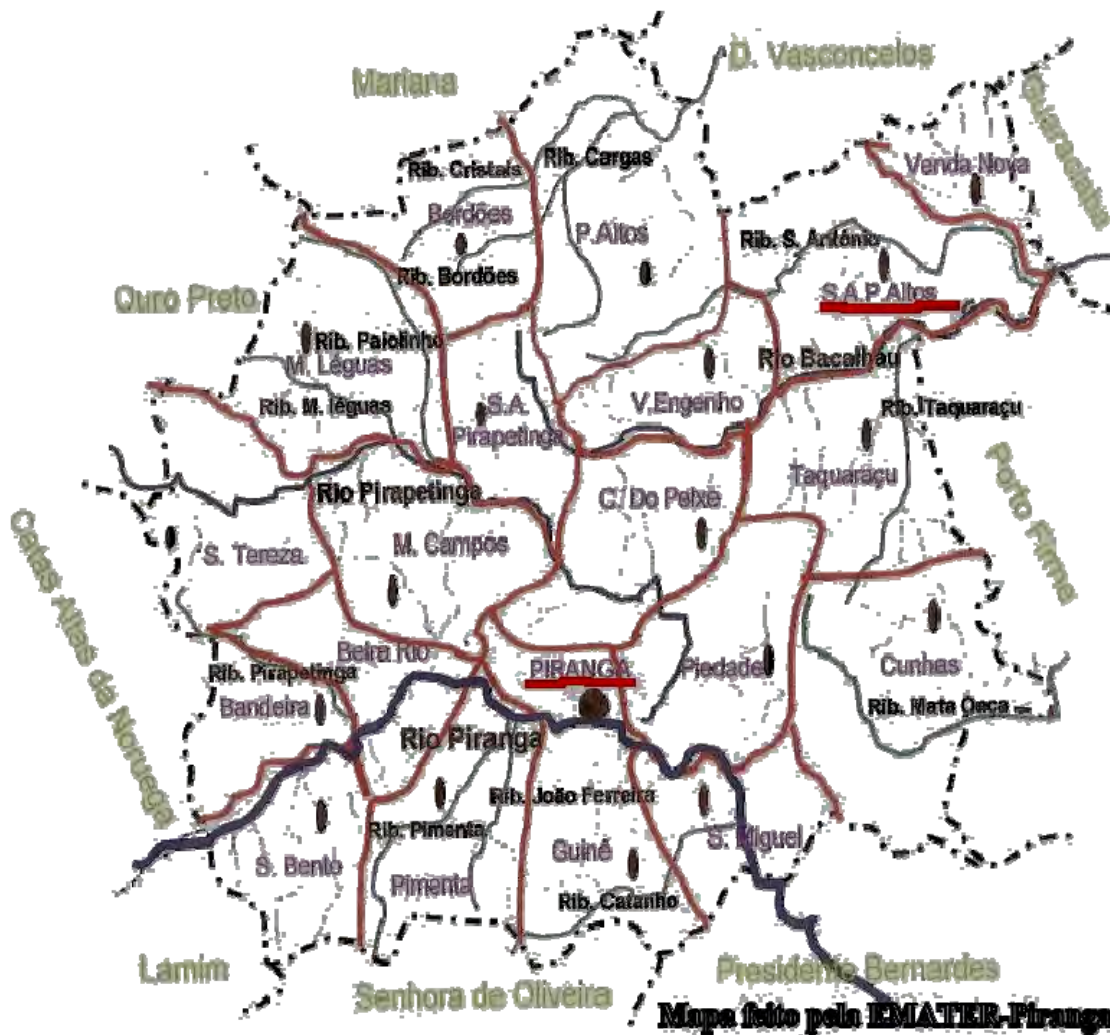 D. Vasconcelos
Mariana
Guaraciaba
Rib. Cargas
Venda Nova
Rib. Cristais
Bordões
P.Altos
Rib. S. Antônio
Rib. Bordões
S.A.P.Altos
Ouro Preto
Rib. Paiolinho
M. Léguas
Rio Bacalhau
Rib. M. léguas
S.A.
Pirapetinga
V.Engenho
Rib. Taquaraçu
Rio Pirapetinga
C. Do Peixe
Taquaraçu
Porto Firme
Catas Altas da Noruega
S. Tereza
M. Campos
Beira Rio
PIRANGA
Piedade
Cunhas
Rib. Pirapetinga
Bandeira
Rib. Mata Onça
Rio Piranga
Rib. João Ferreira
Rib. Pimenta
S. Miguel
S. Bento
Guiné
Pimenta
Rib. Catanho
Lamim
Senhora de Oliveira
Presidente Bernardes
Mapa feito pela EMATER-Piranga